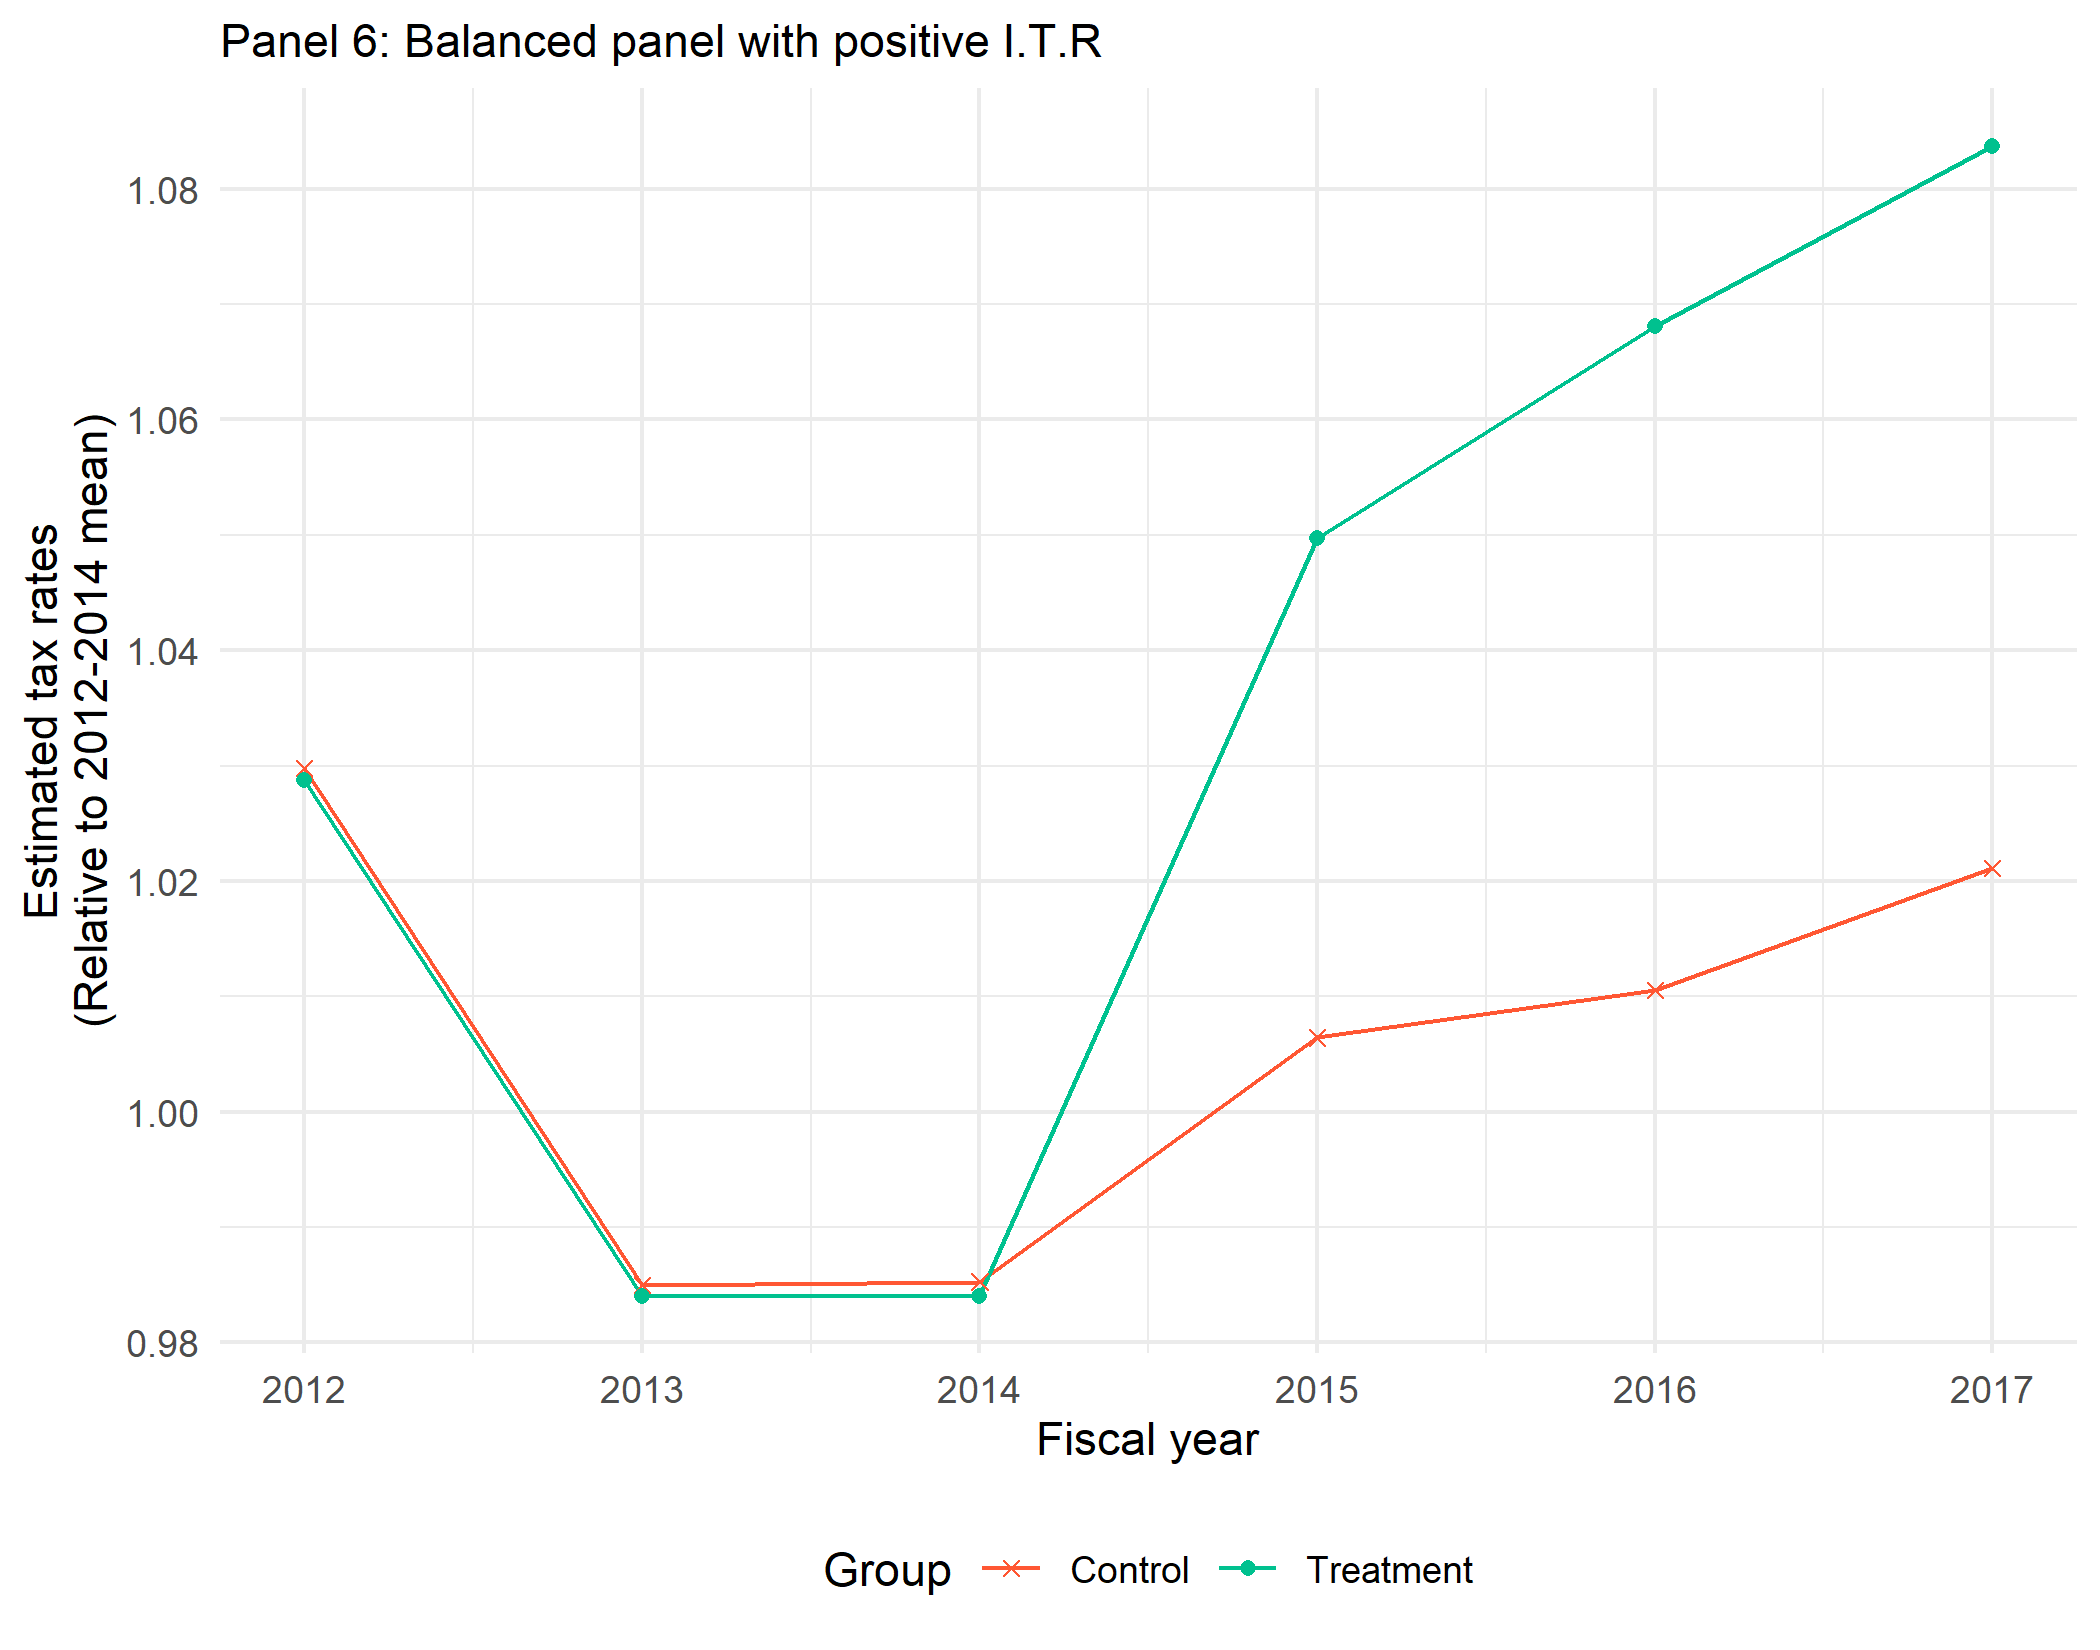 Panel 6: Balanced panel with positive I.T.R
Estimated tax rates
(Relative to 2012-2014 mean)
1.08
1.06
1.04
1.02
1.00
0.98
2012 2013 2014 2015 2016 2017
Fiscal year
Group Control Treatment